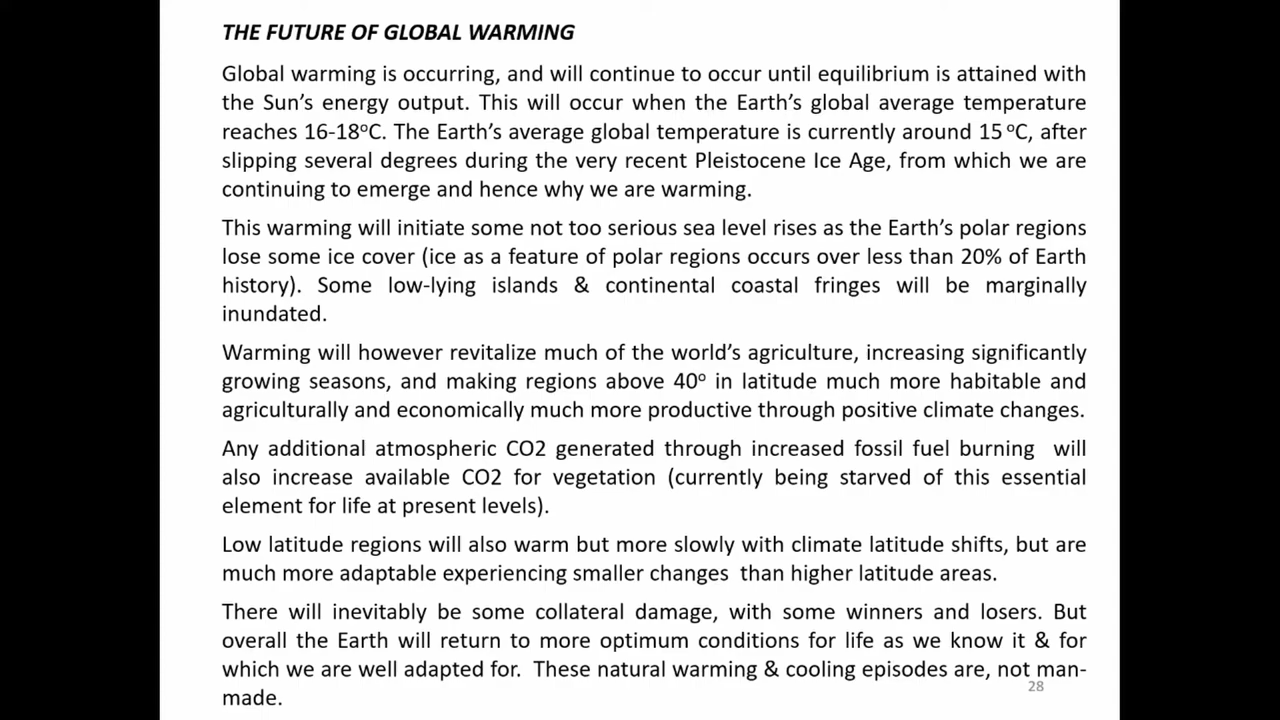 THE FUTURE OF GLOBAL WARMING
Global warming is occurring, and will continue to occur until equilibrium is attained with
the Sun's energy output. This will occur when the Earth's global average temperature
reaches 16-18°C. The Earth's average global temperature is currently around 15 °C, after
slipping several degrees during the very recent Pleistocene Ice Age, from which we are
continuing to emerge and hence why we are warming.
This warming will initiate some not too serious sea level rises as the Earth's polar regions
lose some ice cover (ice as a feature of polar regions occurs over less than 20% of Earth
history). Some low-lying islands & continental coastal fringes will be marginally
inundated.
Warming will however revitalize much of the world's agriculture, increasing significantly
growing seasons, and making regions above 40° in latitude much more habitable and
agriculturally and economically much more productive through positive climate changes.
Any additional atmospheric CO2 generated through increased fossil fuel burning  will
also increase available CO2 for vegetation (currently being starved of this essential
element for life at present levels).
Low latitude regions will also warm but more slowly with climate latitude shifts, but are
much more adaptable experiencing smaller changes  than higher latitude areas.
There will inevitably be some collateral damage, with some winners and losers. But
overall the Earth will return to more optimum conditions for life as we know it & for
which we are well adapted for.  These natural warming & cooling episodes are, not man-
made.
28